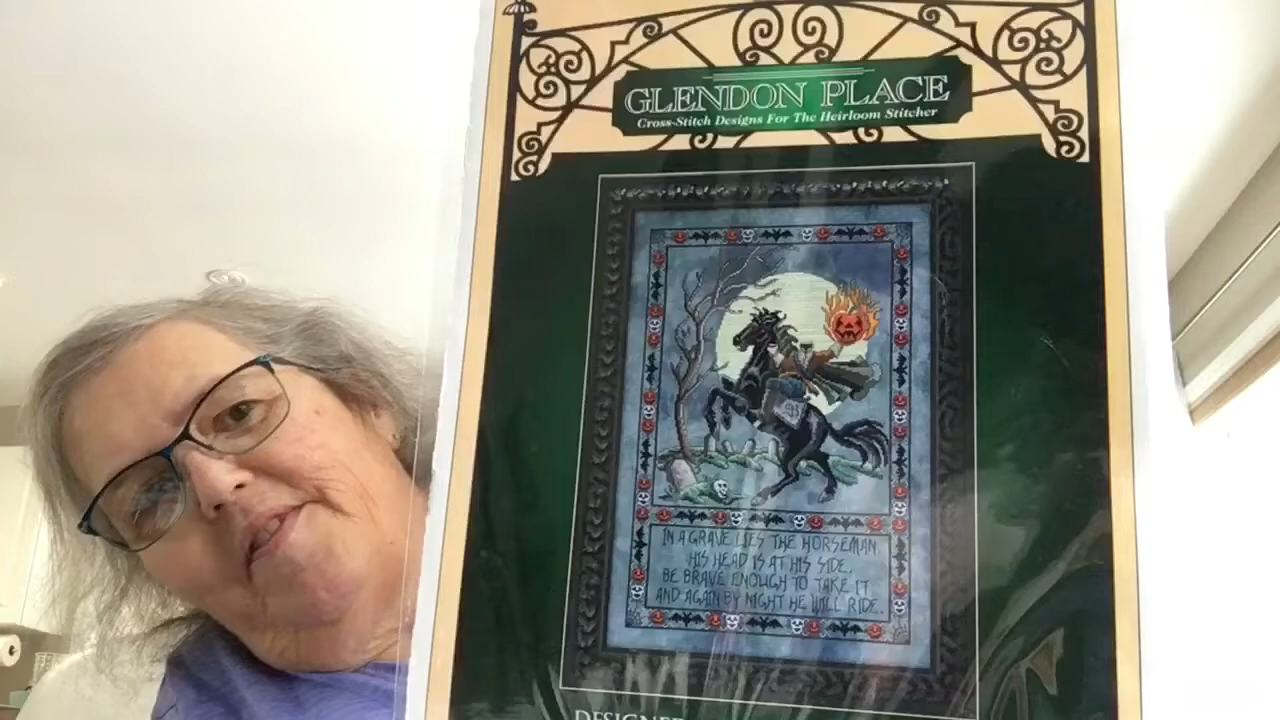 GLENDON PLACE
Cross-Stitch Designs For The Heirloom Stitcher
IN A GRAVE LIES THE HORSEMAN,
HIS HEAD IS AT HIS SIDE.
BE BRAVE ENOUGH TO TAKE IT
AND AGAIN BY NIGHT HE WILL RIDE.